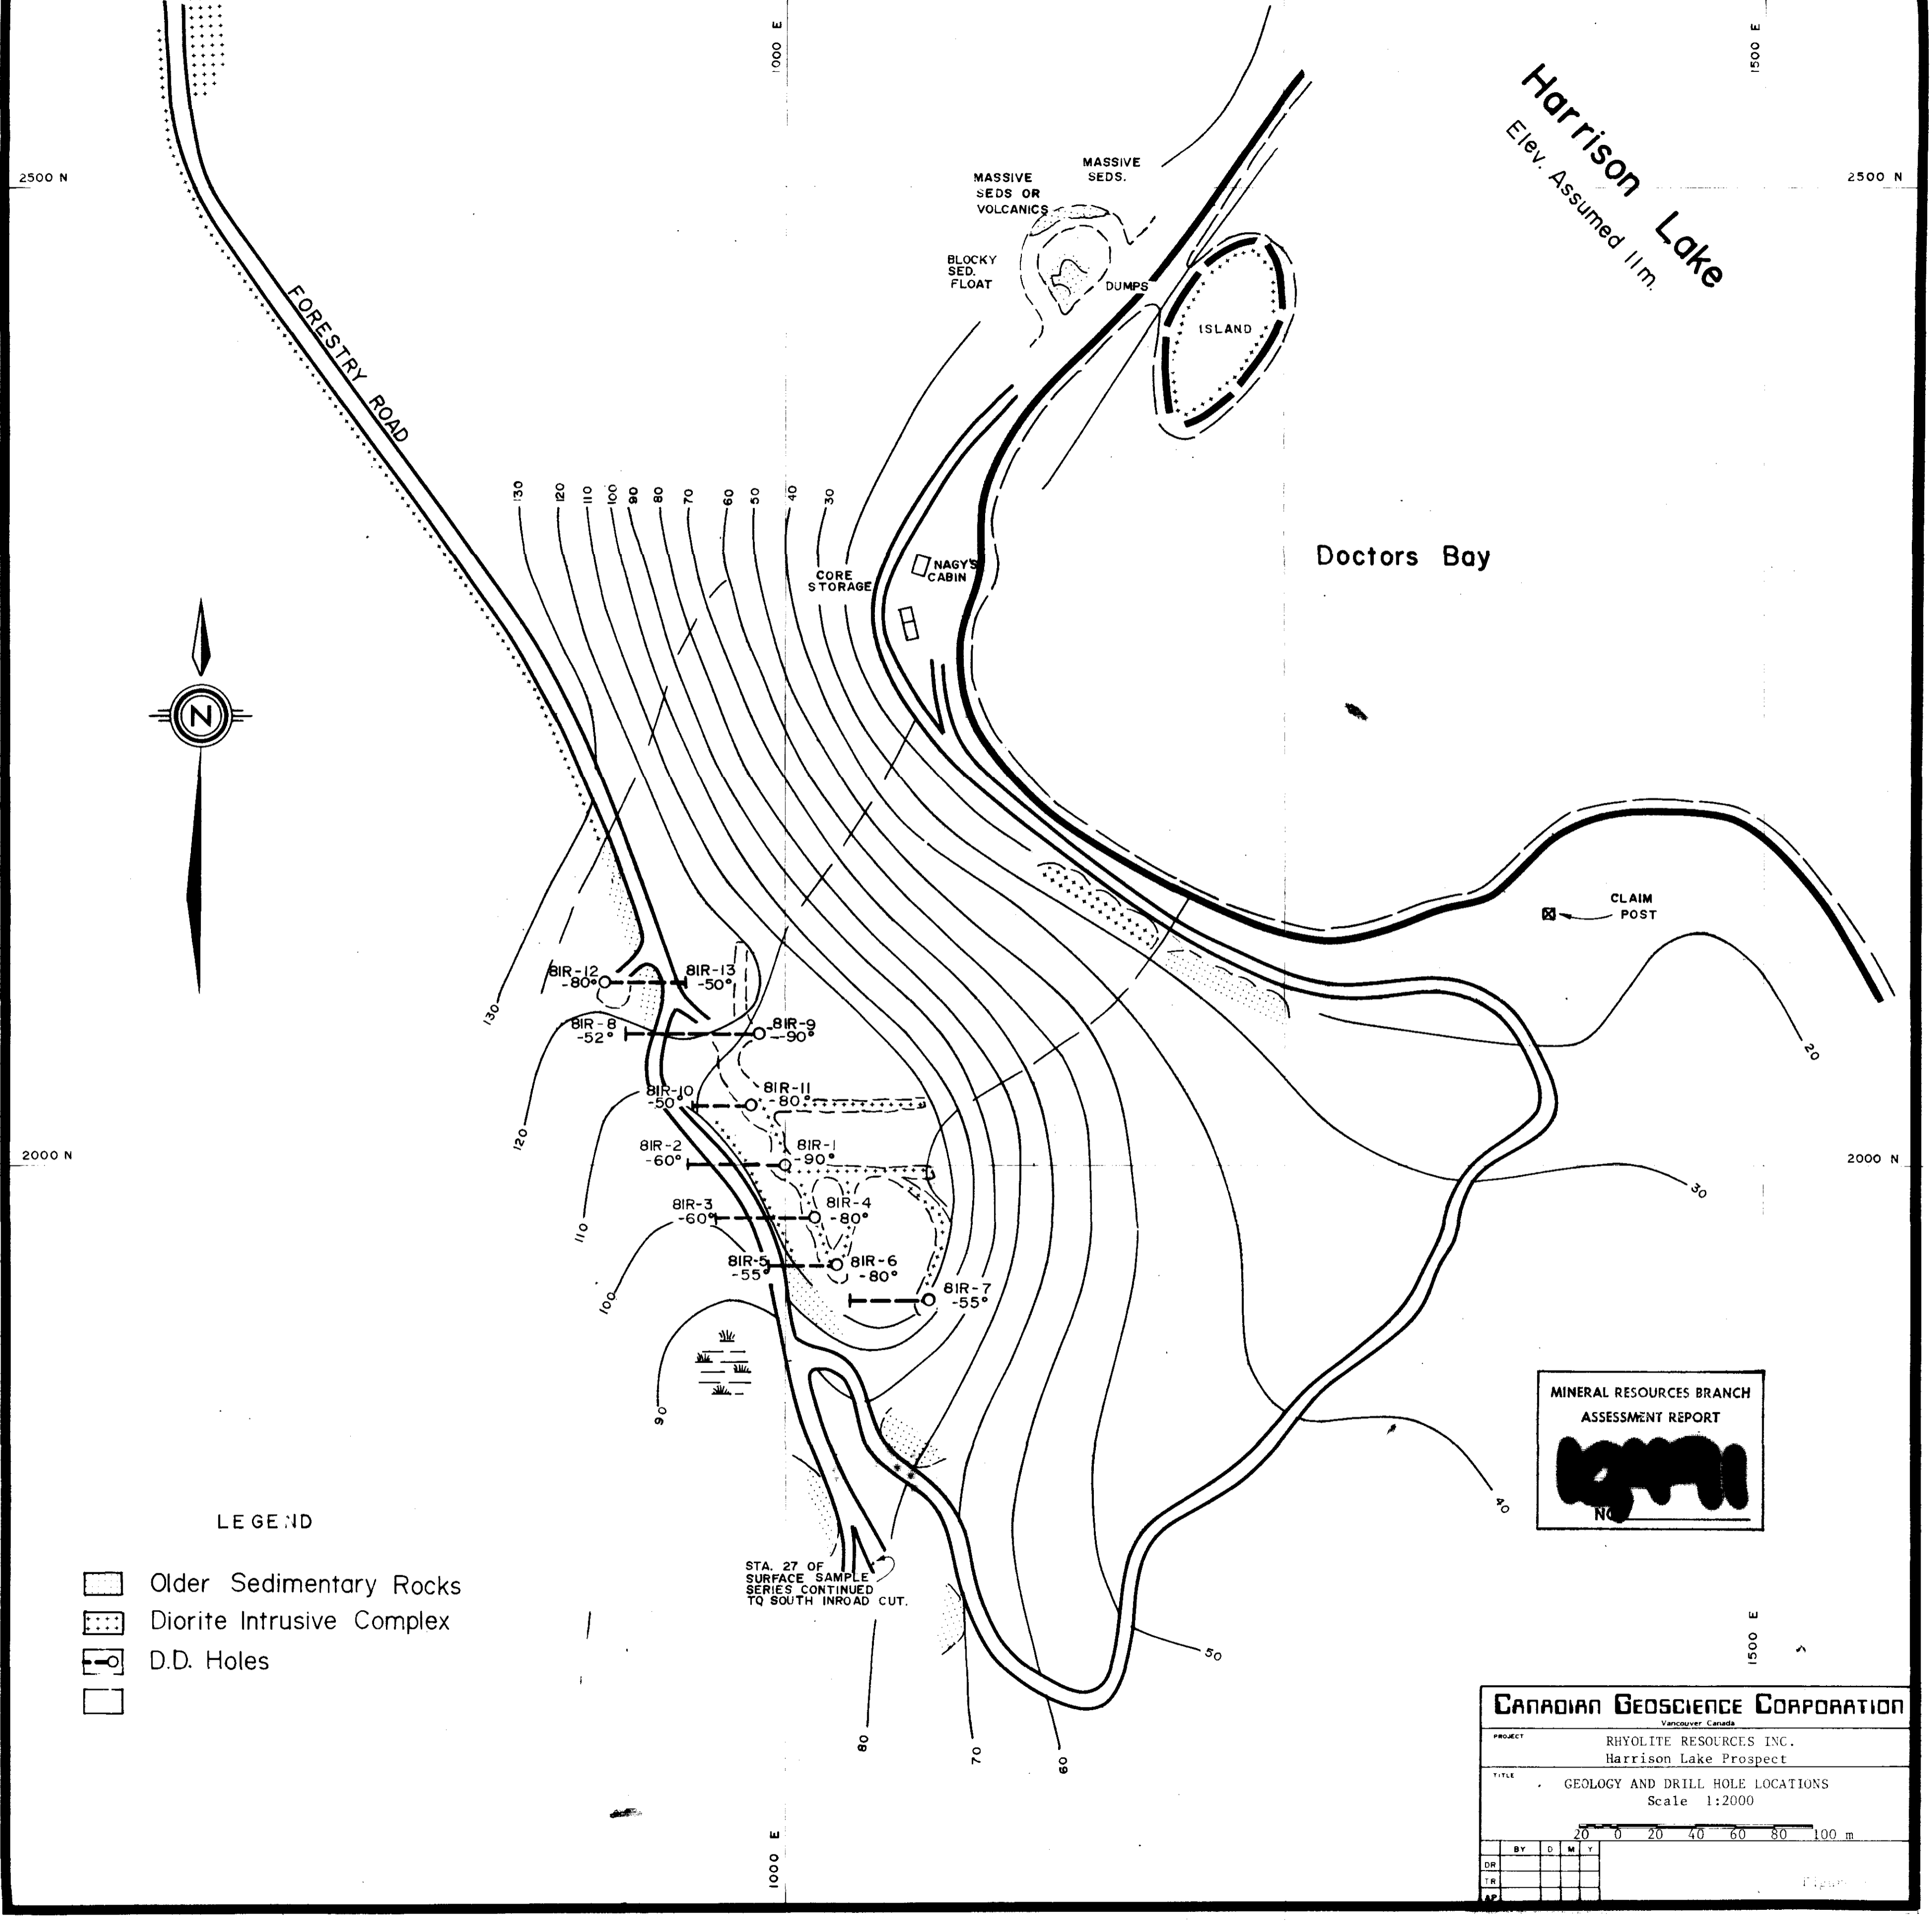 1000 E
1500 E
Harrison Lake
Elev. Assumed 11m.
2500 N
2500 N
MASSIVE
SEDS.
MASSIVE
SEDS OR
VOLCANICS
BLOCKY
SED.
FLOAT
DUMPS
ISLAND
FORESTRY ROAD
130
120
110
100
90
80
70
60
50
40
30
Doctors Bay
NAGY'S
CABIN
CORE
STORAGE
N
CLAIM
POST
81R-12
-80°
81R-13
-50°
130
81R-8
-52°
81R-9
-90°
20
81R-10
-50°
81R-11
-80°
120
2000 N
2000 N
81R-2
-60°
81R-1
-90°
30
81R-3
-60°
81R-4
-80°
110
81R-5
-55°
81R-6
-80°
81R-7
-55°
100
90
MINERAL RESOURCES BRANCH
ASSESSMENT REPORT
NO
40
LEGEND
Older Sedimentary Rocks
Diorite Intrusive Complex
D.D. Holes
STA. 27 OF
SURFACE SAMPLE
SERIES CONTINUED
TO SOUTH INROAD CUT.
50
1500 E
80
70
60
1000 E
CANADIAN GEOSCIENCE CORPORATION
Vancouver Canada
PROJECT
RHYOLITE RESOURCES INC.
Harrison Lake Prospect
TITLE
GEOLOGY AND DRILL HOLE LOCATIONS
Scale 1:2000
20 0 20 40 60 80 100 m
BY D M Y
DR
TR
AP